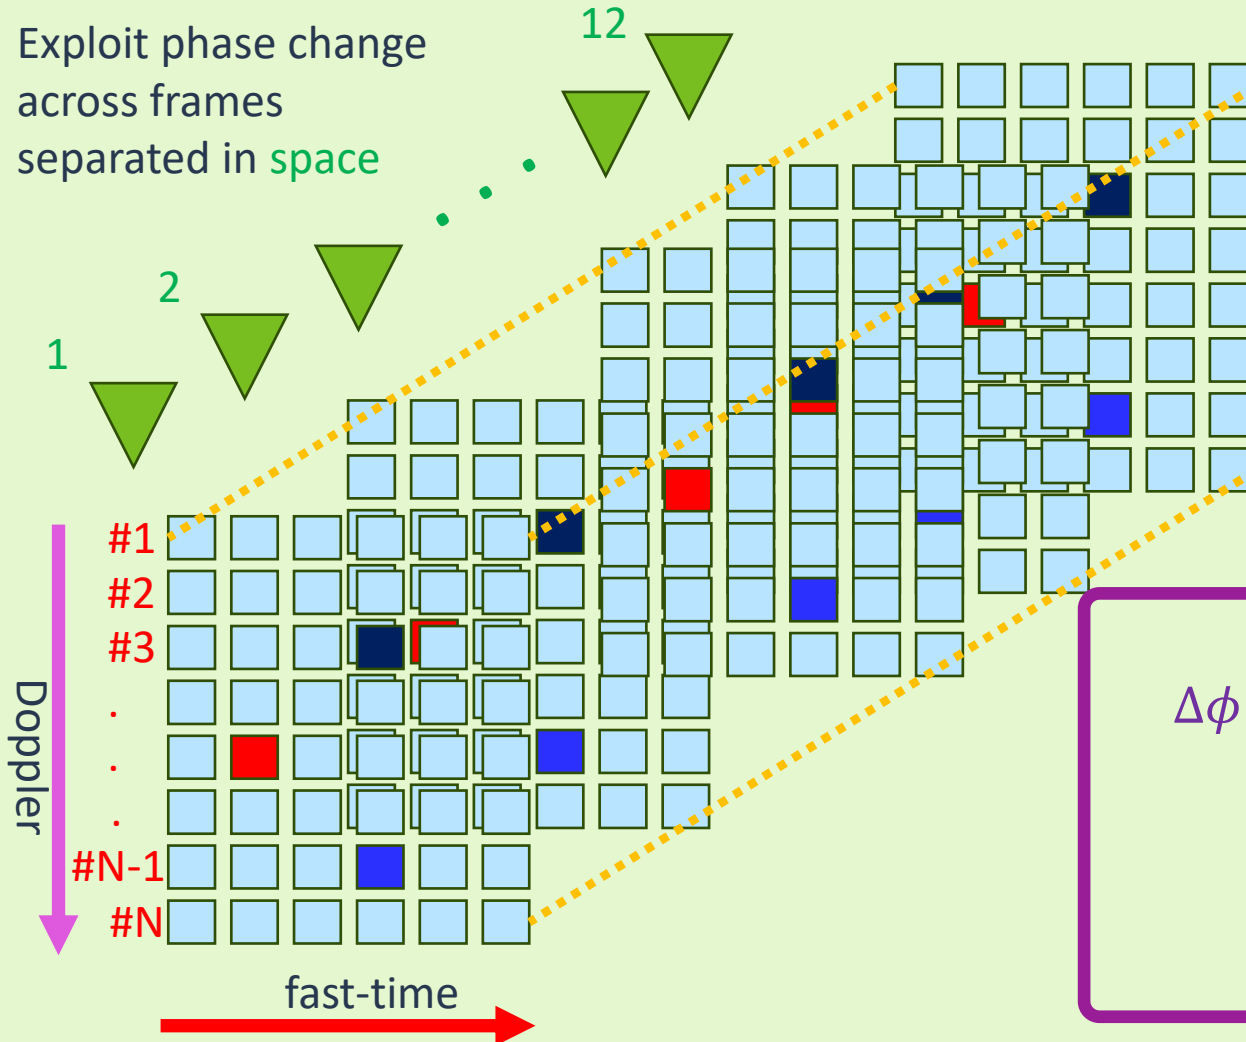 Exploit phase change
across frames
separated in space
12
2
1
#1
#2
#3
.
.
.
#N-1
#N
Doppler
fast-time
Δϕ